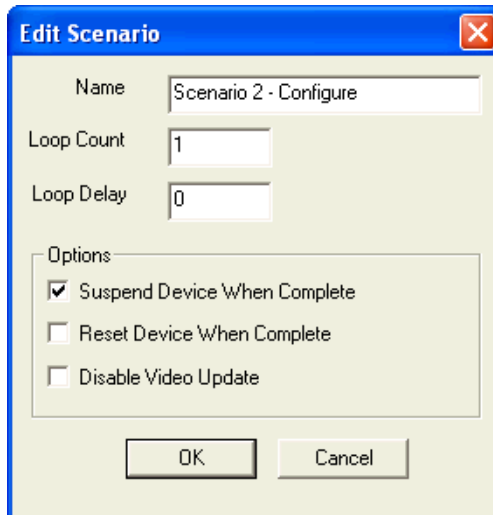 Edit Scenario
Name
Scenario 2 - Configure
Loop Count
1
Loop Delay
0
Options
Suspend Device When Complete
Reset Device When Complete
Disable Video Update
OK
Cancel